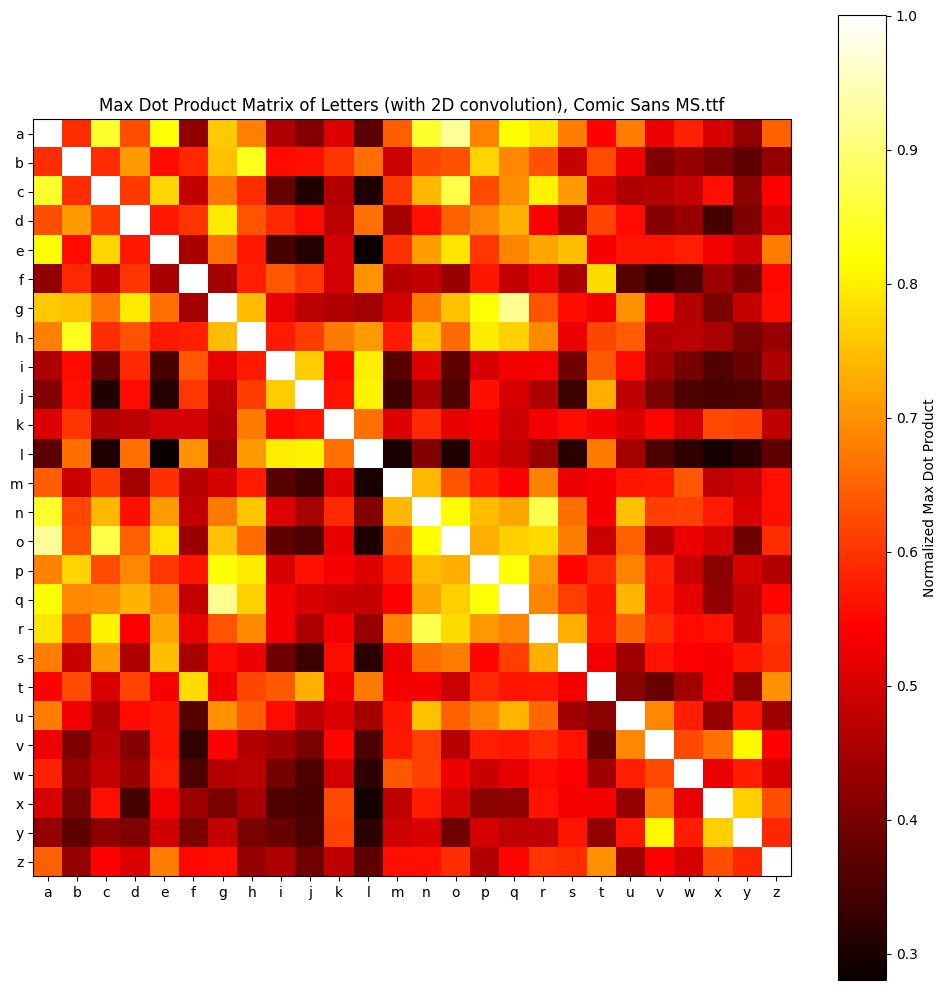 Max Dot Product Matrix of Letters (with 2D convolution), Comic Sans MS.ttf
a
b
c
d
e
f
g
h
i
j
k
l
m
n
o
p
q
r
s
t
u
v
w
x
y
z
a b c d e f g h i j k l m n o p q r s t u v w x y z
1.0
0.9
0.8
0.7
0.6
0.5
0.4
0.3
Normalized Max Dot Product